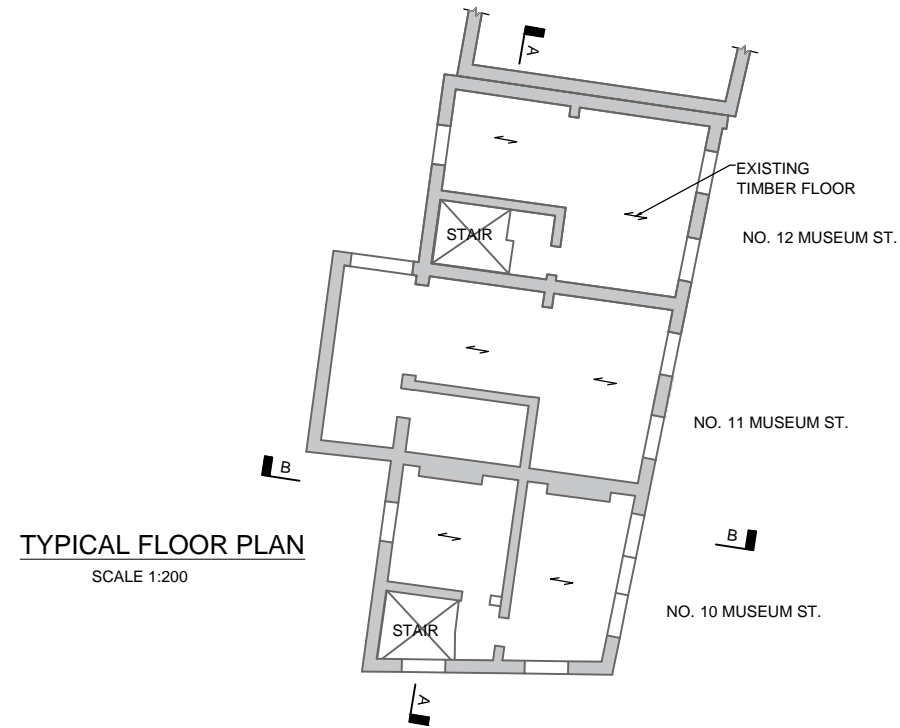 A
EXISTING
TIMBER FLOOR
STAIR
NO. 12 MUSEUM ST.
NO. 11 MUSEUM ST.
B
B
TYPICAL FLOOR PLAN
SCALE 1:200
NO. 10 MUSEUM ST.
STAIR
A